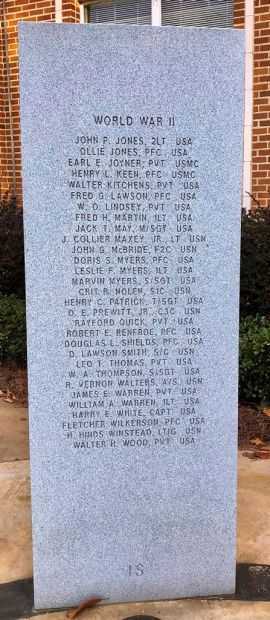 WORLD WAR II
JOHN P. JONES, 2LT USA
OLLIE JONES, PFC USA
EARL E. JOYNER, PVT USMC
HENRY L. KEEN, PFC USMC
WALTER KITCHENS, PVT USA
FRED G. LAWSON, PFC USA
W. O. LINDSEY, PVT USA
FRED H. MARTIN, 1LT USA
JACK T. MAY, M/SGT USA
J. COLLIER MAXEY, JR. LT. USN
JOHN G. McBRIDE, F2C USN
DORIS S. MYERS, PFC USA
LESLIE F. MYERS, 1LT USA
MARVIN MYERS, S/SGT USA
R. NOLEN, S1C USN
HENRY C. PATRICK, T/SGT USA
O. E. PREWITT, JR., C3C USN
RAYFORD QUICK, PVT USA
ROBERT E. RENFROE, PFC USA
DOUGLAS L. SHIELDS, PFC USA
D. LAWSON SMITH, S/C USN
LEO T. THOMAS, PVT USA
W. A. THOMPSON, S/SGT USA
R. VERNON WALTERS, A/S USN
JAMES E. WARREN, PVT USA
WILLIAM A. WARREN, 1LT USA
HARRY E. WHITE, CAPT USA
FLETCHER WILKERSON, PFC USA
H. HINDS WINSTEAD, LTJG USN
WALTER H. WOOD, PVT USA